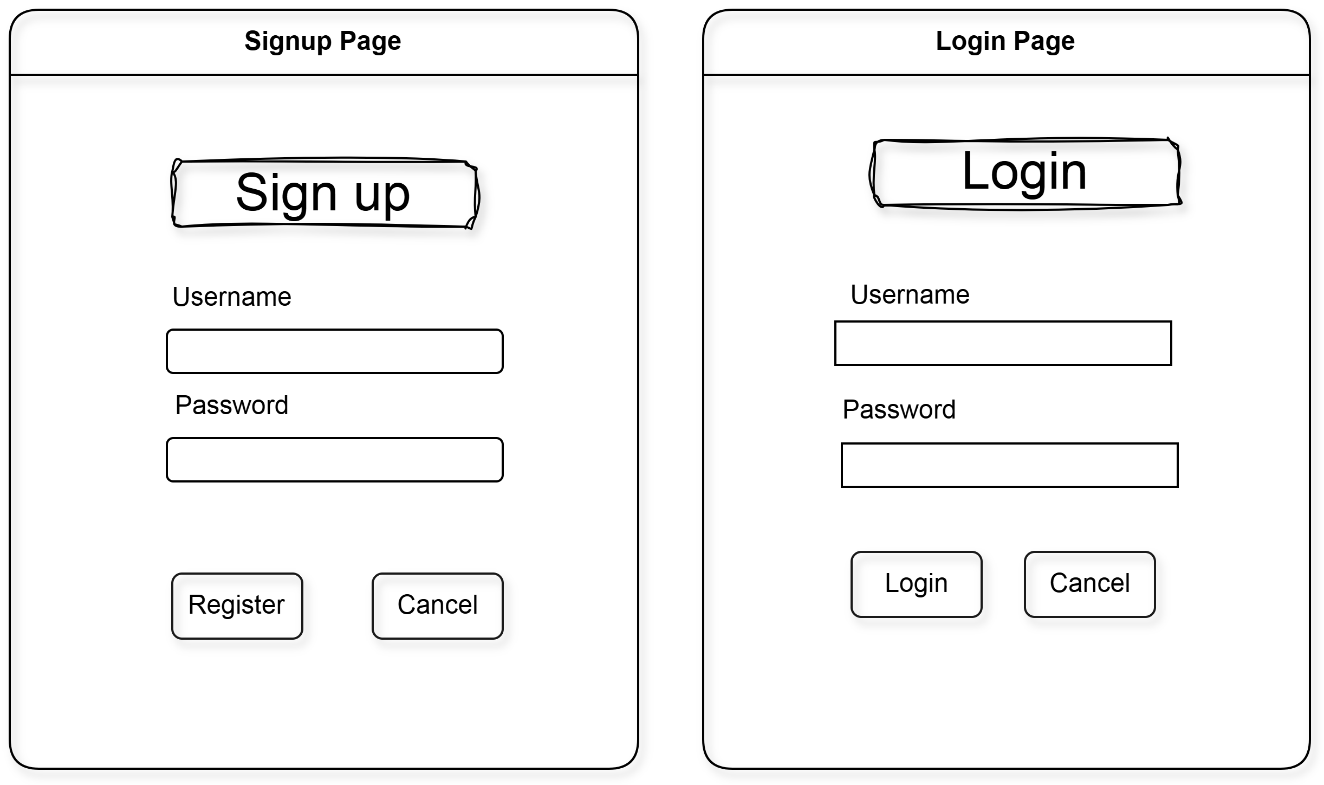 Signup Page
Sign up
Username
Password
Register
Cancel
Login Page
Login
Username
Password
Login
Cancel